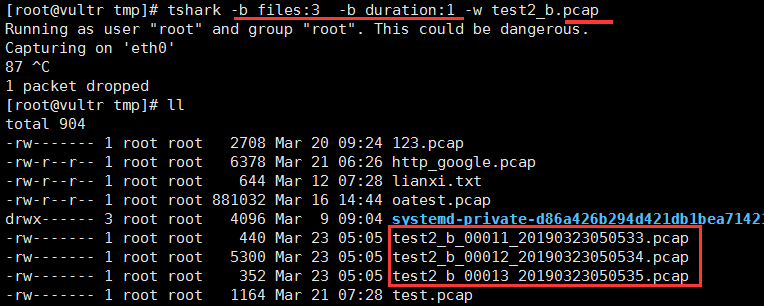 [root@vultr tmp]# tshark -b files:3  -b duration:1 -w test2_b.pcap
Running as user "root" and group "root". This could be dangerous.
Capturing on 'eth0'
87 ^C
1 packet dropped
[root@vultr tmp]# ll
total 904
-rw------- 1 root root   2708 Mar 20 09:24 123.pcap
-rw-r--r-- 1 root root   6378 Mar 21 06:26 http_google.pcap
-rw-r--r-- 1 root root    644 Mar 12 07:28 lianxi.txt
-rw-r--r-- 1 root root 881032 Mar 16 14:44 oatest.pcap
drwx------ 3 root root   4096 Mar  9 09:04 systemd-private-d86a426b294d421db1bea71421
-rw------- 1 root root    440 Mar 23 05:05 test2_b_00011_20190323050533.pcap
-rw------- 1 root root   5300 Mar 23 05:05 test2_b_00012_20190323050534.pcap
-rw------- 1 root root    352 Mar 23 05:05 test2_b_00013_20190323050535.pcap
-rw------- 1 root root   1164 Mar 21 07:28 test.pcap